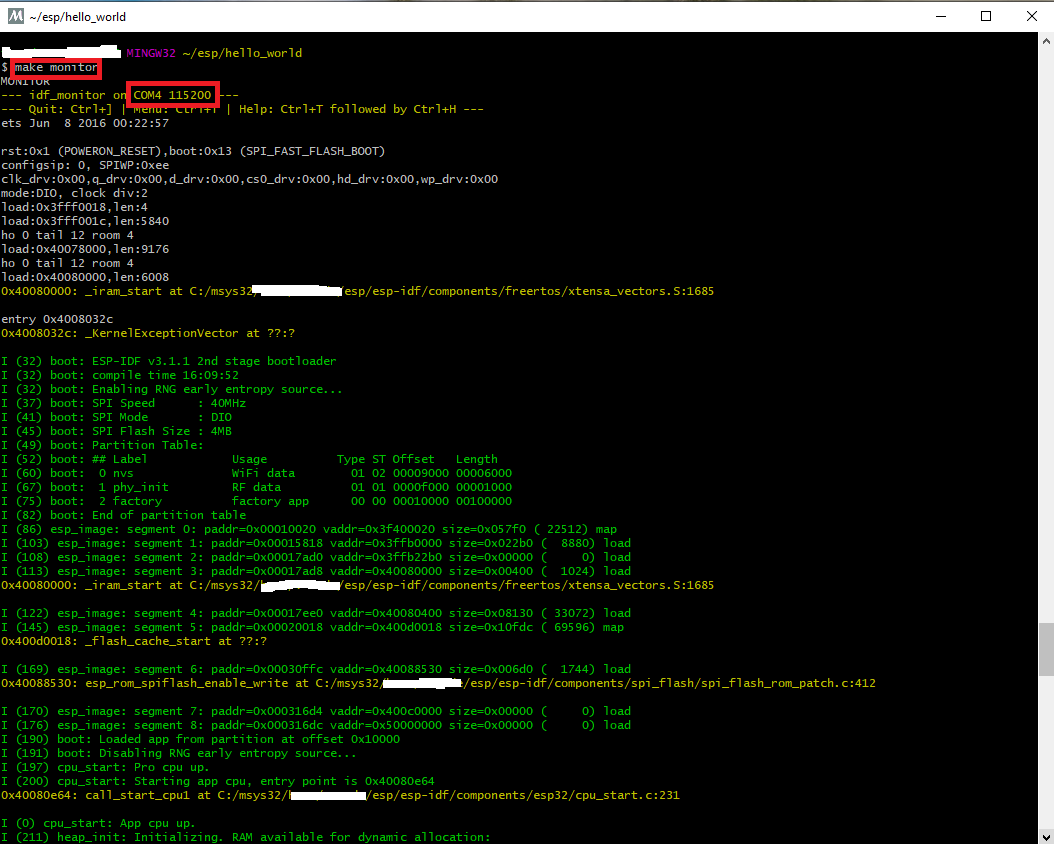 ~/esp/hello_world
MINGW32 ~/esp/hello_world
$ make monitor
MONITOR
--- idf_monitor on COM4 115200 ---
--- Quit: Ctrl+] | Menu: Ctrl+T | Help: Ctrl+T followed by Ctrl+H ---
ets Jun  8 2016 00:22:57
rst:0x1 (POWERON_RESET),boot:0x13 (SPI_FAST_FLASH_BOOT)
configsip: 0, SPIWP:0xee
clk_drv:0x00,q_drv:0x00,d_drv:0x00,cs0_drv:0x00,hd_drv:0x00,wp_drv:0x00
mode:DIO, clock div:2
load:0x3fff0018,len:4
load:0x3fff001c,len:5840
ho 0 tail 12 room 4
load:0x40078000,len:9176
ho 0 tail 12 room 4
load:0x40080000,len:6008
0x40080000: _iram_start at C:/msys32/ /esp/esp-idf/components/freertos/xtensa_vectors.S:1685
entry 0x4008032c
0x4008032c: _KernelExceptionVector at ??:?
I (32) boot: ESP-IDF v3.1.1 2nd stage bootloader
I (32) boot: compile time 16:09:52
I (32) boot: Enabling RNG early entropy source...
I (37) boot: SPI Speed      : 40MHz
I (41) boot: SPI Mode       : DIO
I (45) boot: SPI Flash Size : 4MB
I (49) boot: Partition Table:
I (52) boot: ## Label            Usage          Type ST Offset   Length
I (60) boot:  0 nvs              WiFi data        01 02 00009000 00006000
I (67) boot:  1 phy_init         RF data          01 01 0000f000 00001000
I (75) boot:  2 factory          factory app      00 00 00010000 00100000
I (82) boot: End of partition table
I (86) esp_image: segment 0: paddr=0x00010020 vaddr=0x3f400020 size=0x057f0 ( 22512) map
I (103) esp_image: segment 1: paddr=0x00015818 vaddr=0x3ffb0000 size=0x022b0 (  8880) load
I (108) esp_image: segment 2: paddr=0x00017ad0 vaddr=0x3ffb22b0 size=0x00000 (     0) load
I (113) esp_image: segment 3: paddr=0x00017ad8 vaddr=0x40080000 size=0x00400 (  1024) load
0x40080000: _iram_start at C:/msys32/ /esp/esp-idf/components/freertos/xtensa_vectors.S:1685
I (122) esp_image: segment 4: paddr=0x00017ee0 vaddr=0x40080400 size=0x08130 ( 33072) load
I (145) esp_image: segment 5: paddr=0x00020018 vaddr=0x400d0018 size=0x10fdc ( 69596) map
0x400d0018: _flash_cache_start at ??:?
I (169) esp_image: segment 6: paddr=0x00030ffc vaddr=0x40088530 size=0x006d0 (  1744) load
0x40088530: esp_rom_spiflash_enable_write at C:/msys32/ /esp/esp-idf/components/spi_flash/spi_flash_rom_patch.c:412
I (170) esp_image: segment 7: paddr=0x000316d4 vaddr=0x400c0000 size=0x00000 (     0) load
I (176) esp_image: segment 8: paddr=0x000316dc vaddr=0x50000000 size=0x00000 (     0) load
I (190) boot: Loaded app from partition at offset 0x10000
I (191) boot: Disabling RNG early entropy source...
I (197) cpu_start: Pro cpu up.
I (200) cpu_start: Starting app cpu, entry point is 0x40080e64
0x40080e64: call_start_cpu1 at C:/msys32/ /esp/esp-idf/components/esp32/cpu_start.c:231
I (0) cpu_start: App cpu up.
I (211) heap_init: Initializing. RAM available for dynamic allocation: